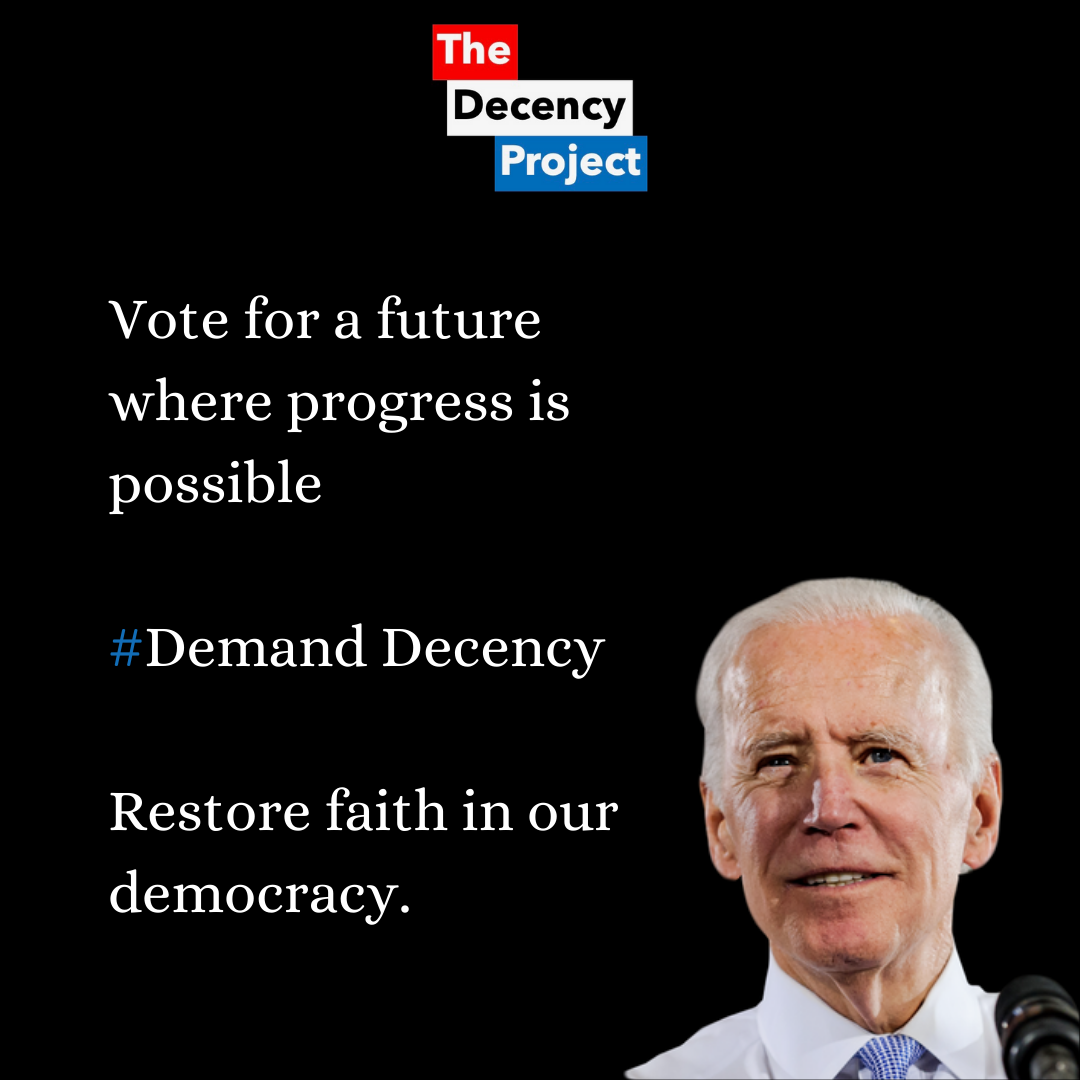 The
Decency
Project
Vote for a future
where progress is
possible
#Demand Decency
Restore faith in our
democracy.